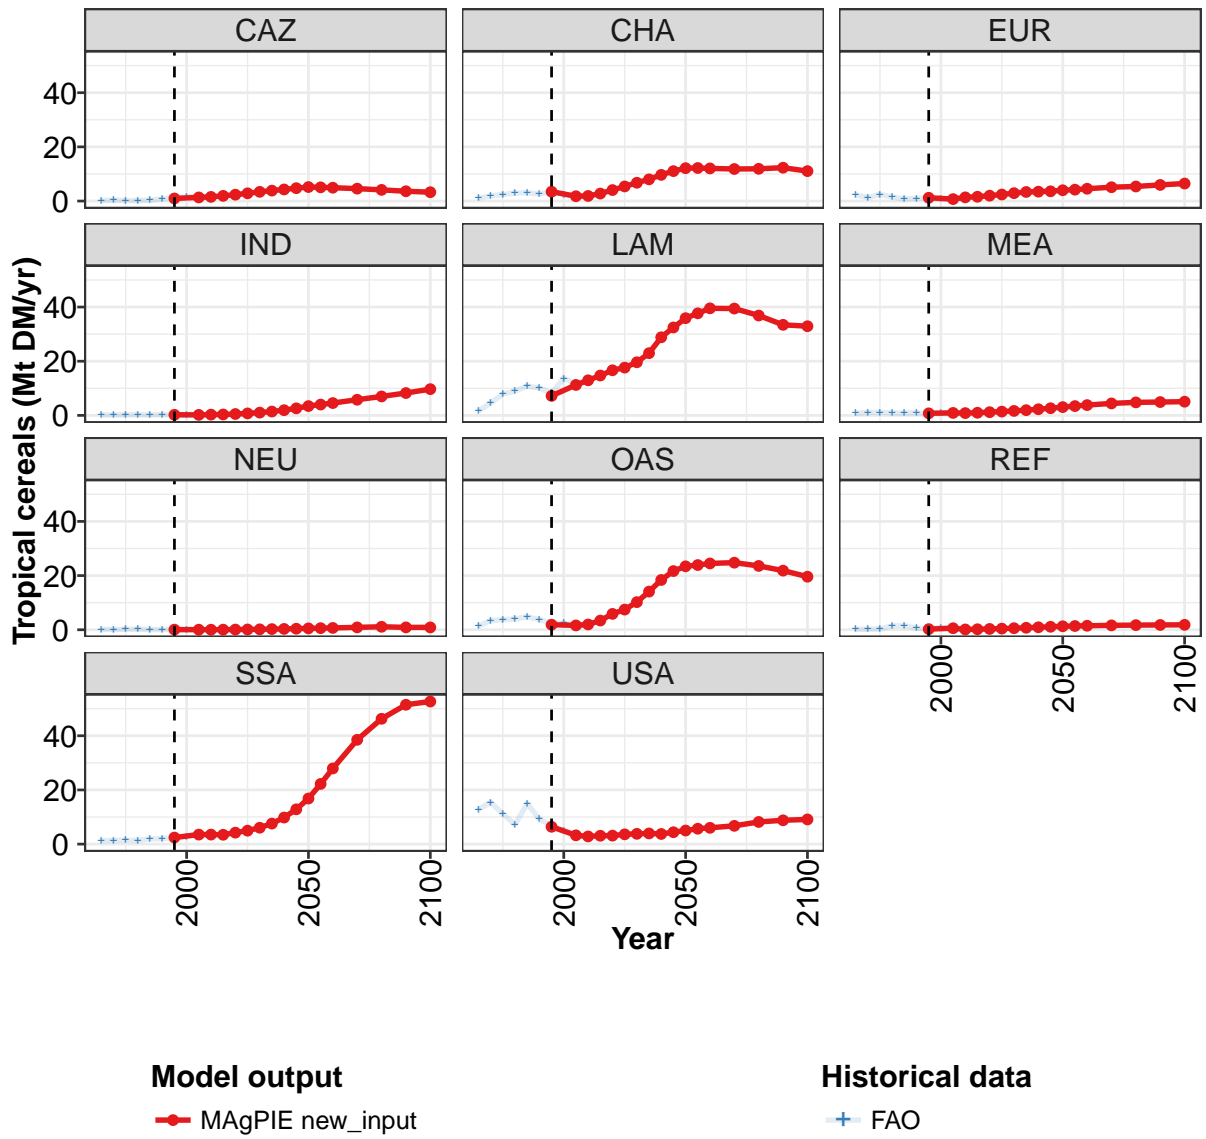 CAZ CHA EUR
40
20
0
IND LAM MEA
40
20
0
NEU OAS REF
40
20
0
2000 2050 2100
SSA USA
40
20
0
2000 2050 2100 2000 2050 2100
Tropical cereals (Mt DM/yr)
Year
Model output Historical data
MAgPIE new_input FAO